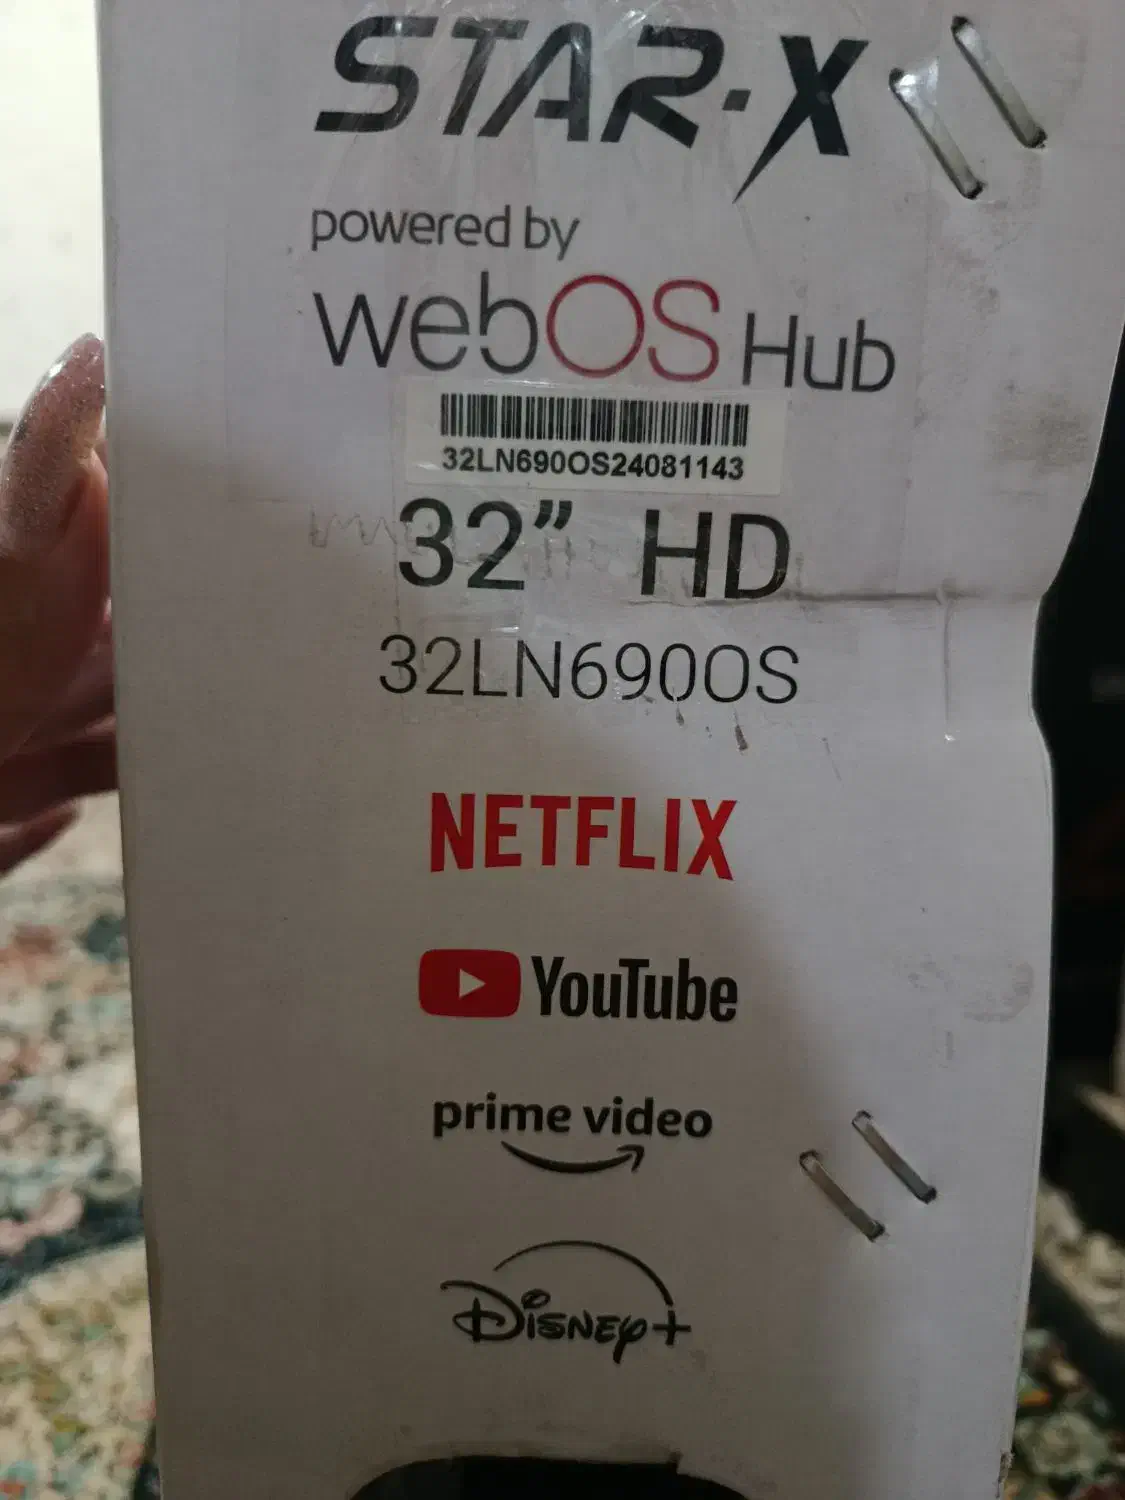 STAR-X
powered by
webOS Hub
32LN690OS24081143
32" HD
32LN690OS
NETFLIX
YouTube
prime video
Disney+